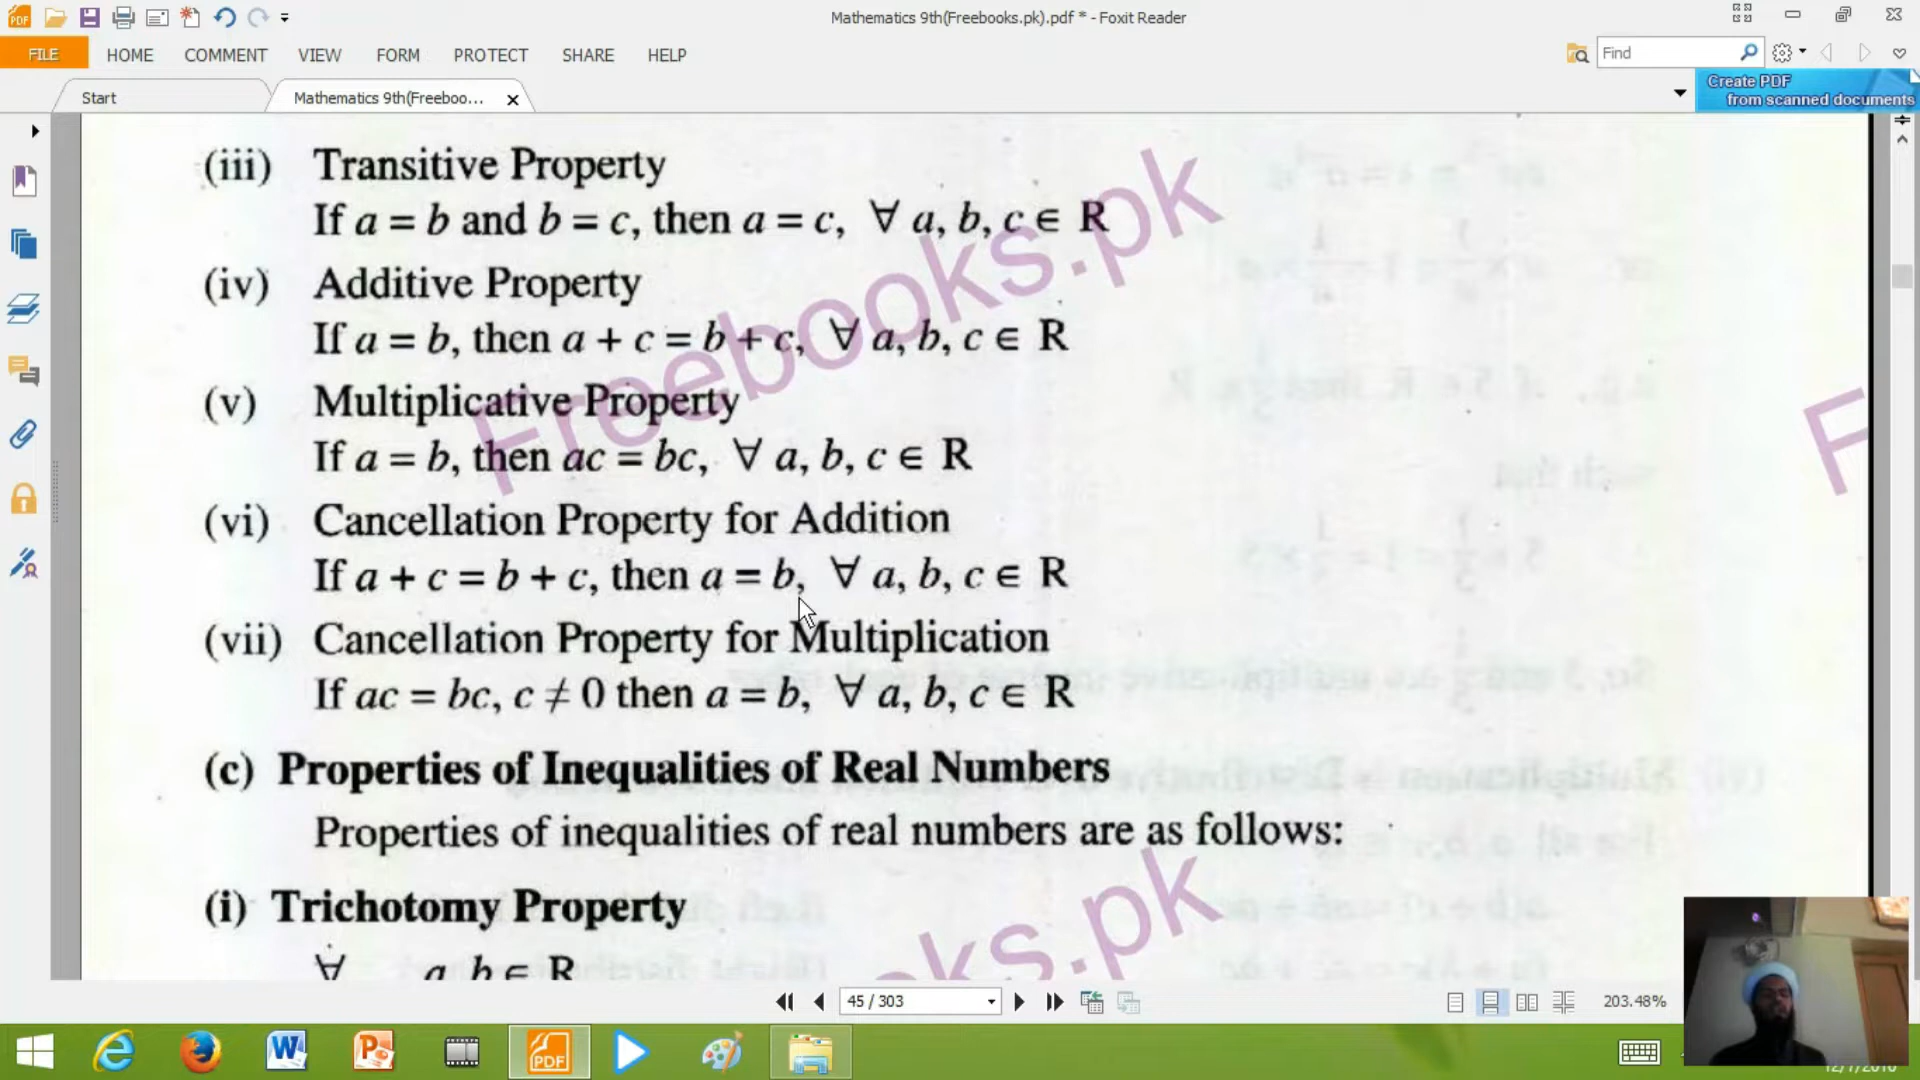 Mathematics 9th(Freebooks.pk).pdf * - Foxit Reader
FILE HOME COMMENT VIEW FORM PROTECT SHARE HELP
Find
Start
Mathematics 9th(Freeboo...
Create PDF
from scanned documents
(iii) Transitive Property
If a = b and b = c, then a = c, ∀ a, b, c ∈ R
(iv) Additive Property
If a = b, then a + c = b + c, ∀ a, b, c ∈ R
(v) Multiplicative Property
If a = b, then ac = bc, ∀ a, b, c ∈ R
(vi) Cancellation Property for Addition
If a + c = b + c, then a = b, ∀ a, b, c ∈ R
(vii) Cancellation Property for Multiplication
If ac = bc, c ≠ 0 then a = b, ∀ a, b, c ∈ R
(c) Properties of Inequalities of Real Numbers
Properties of inequalities of real numbers are as follows:
(i) Trichotomy Property
∀ a, b ∈ R
Freebooks.pk
F
ooks.pk
45 / 303
203.48%
PDF